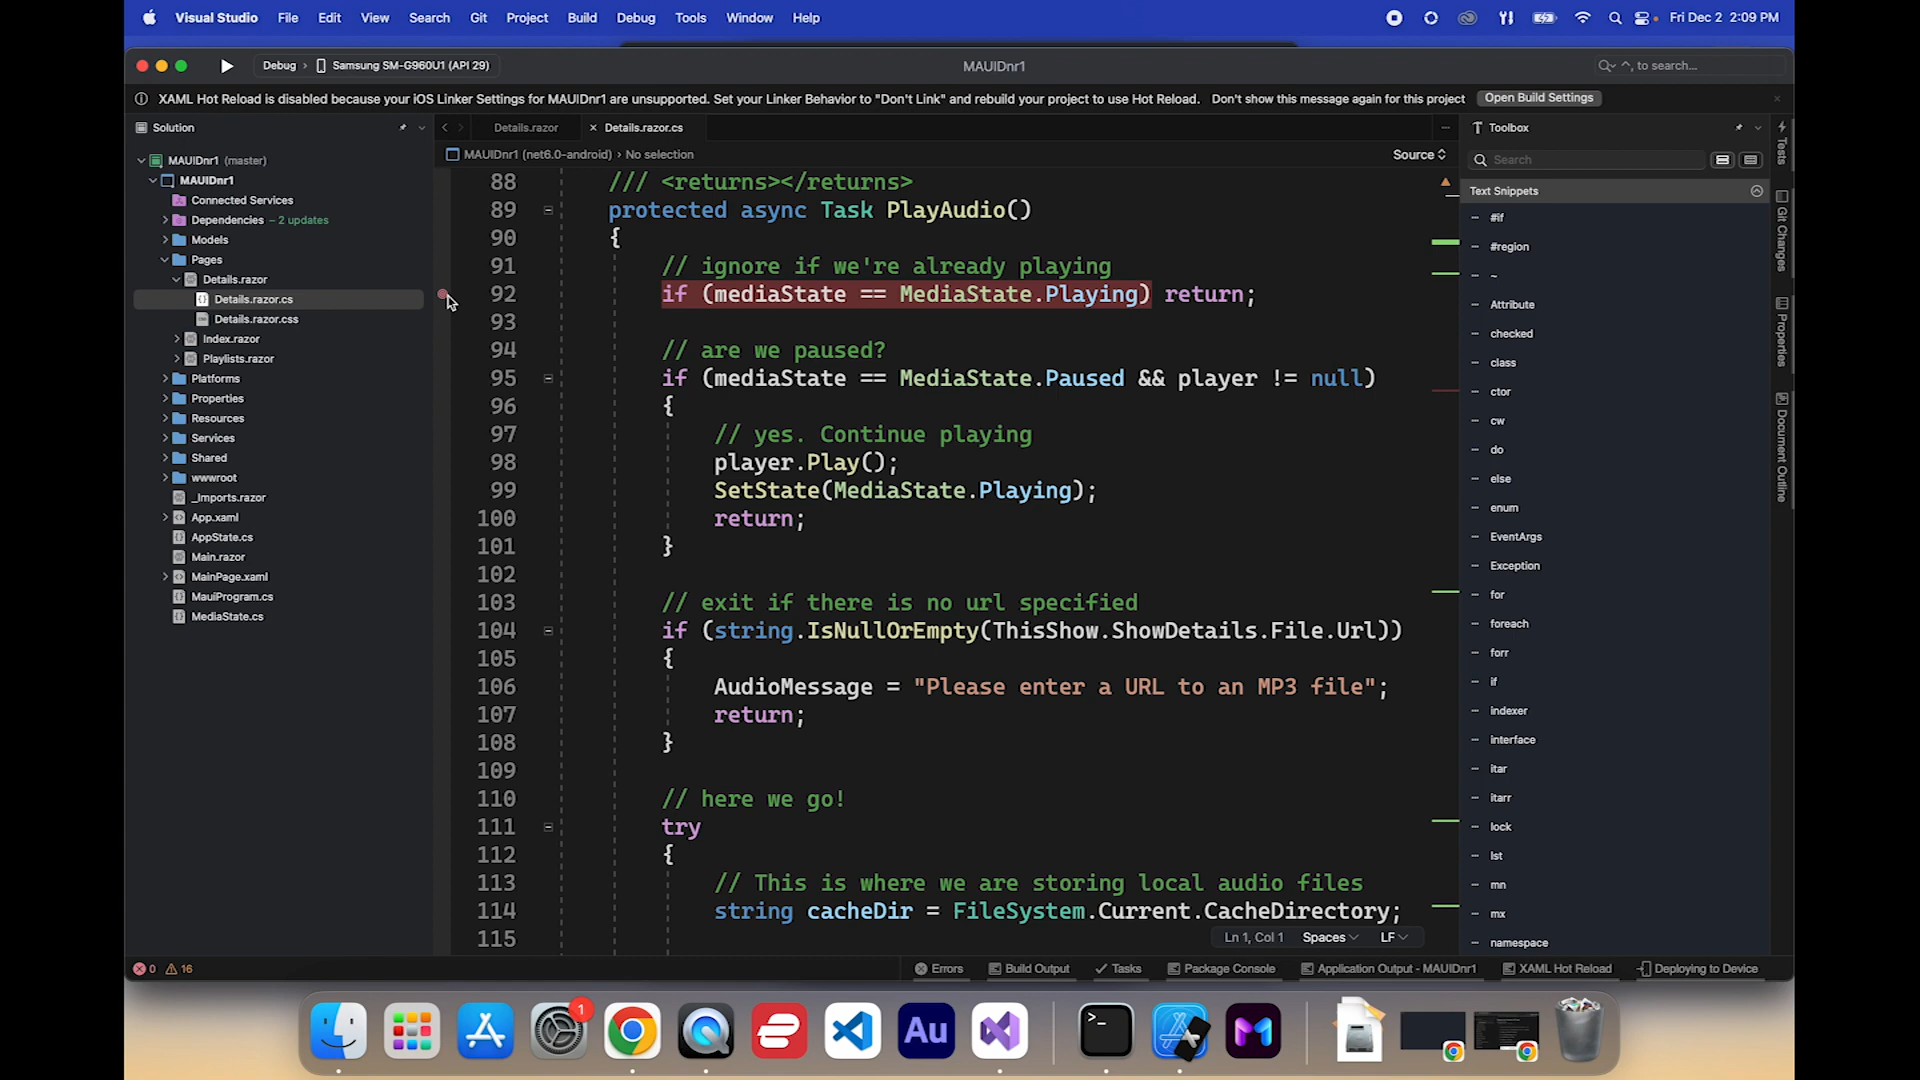 Visual Studio File Edit View Search Git Project Build Debug Tools Window Help
Fri Dec 2 2:09 PM
Debug Samsung SM-G960U1 (API 29)
MAUIDnr1
^, to search...
XAML Hot Reload is disabled because your iOS Linker Settings for MAUIDnr1 are unsupported. Set your Linker Behavior to "Don't Link" and rebuild your project to use Hot Reload. Don't show this message again for this project Open Build Settings
Solution
Details.razor
Details.razor.cs
Toolbox
MAUIDnr1 (net6.0-android) › No selection
Source
Search
MAUIDnr1 (master)
MAUIDnr1
Connected Services
Dependencies – 2 updates
Models
Pages
Details.razor
Details.razor.cs
Details.razor.css
Index.razor
Playlists.razor
Platforms
Properties
Resources
Services
Shared
wwwroot
_Imports.razor
App.xaml
AppState.cs
Main.razor
MainPage.xaml
MauiProgram.cs
MediaState.cs
88 /// <returns></returns>
89 protected async Task PlayAudio()
90 {
91 // ignore if we're already playing
92 if (mediaState == MediaState.Playing) return;
93
94 // are we paused?
95 if (mediaState == MediaState.Paused && player != null)
96 {
97 // yes. Continue playing
98 player.Play();
99 SetState(MediaState.Playing);
100 return;
101 }
102
103 // exit if there is no url specified
104 if (string.IsNullOrEmpty(ThisShow.ShowDetails.File.Url))
105 {
106 AudioMessage = "Please enter a URL to an MP3 file";
107 return;
108 }
109
110 // here we go!
111 try
112 {
113 // This is where we are storing local audio files
114 string cacheDir = FileSystem.Current.CacheDirectory;
115
Ln 1, Col 1 Spaces LF
Text Snippets
#if
#region
~
Attribute
checked
class
ctor
cw
do
else
enum
EventArgs
Exception
for
foreach
forr
if
indexer
interface
itar
itarr
lock
lst
mn
mx
namespace
Tests
Git Changes
Properties
Document Outline
0 16
Errors Build Output Tasks Package Console Application Output - MAUIDnr1 XAML Hot Reload Deploying to Device
1
Au
>_